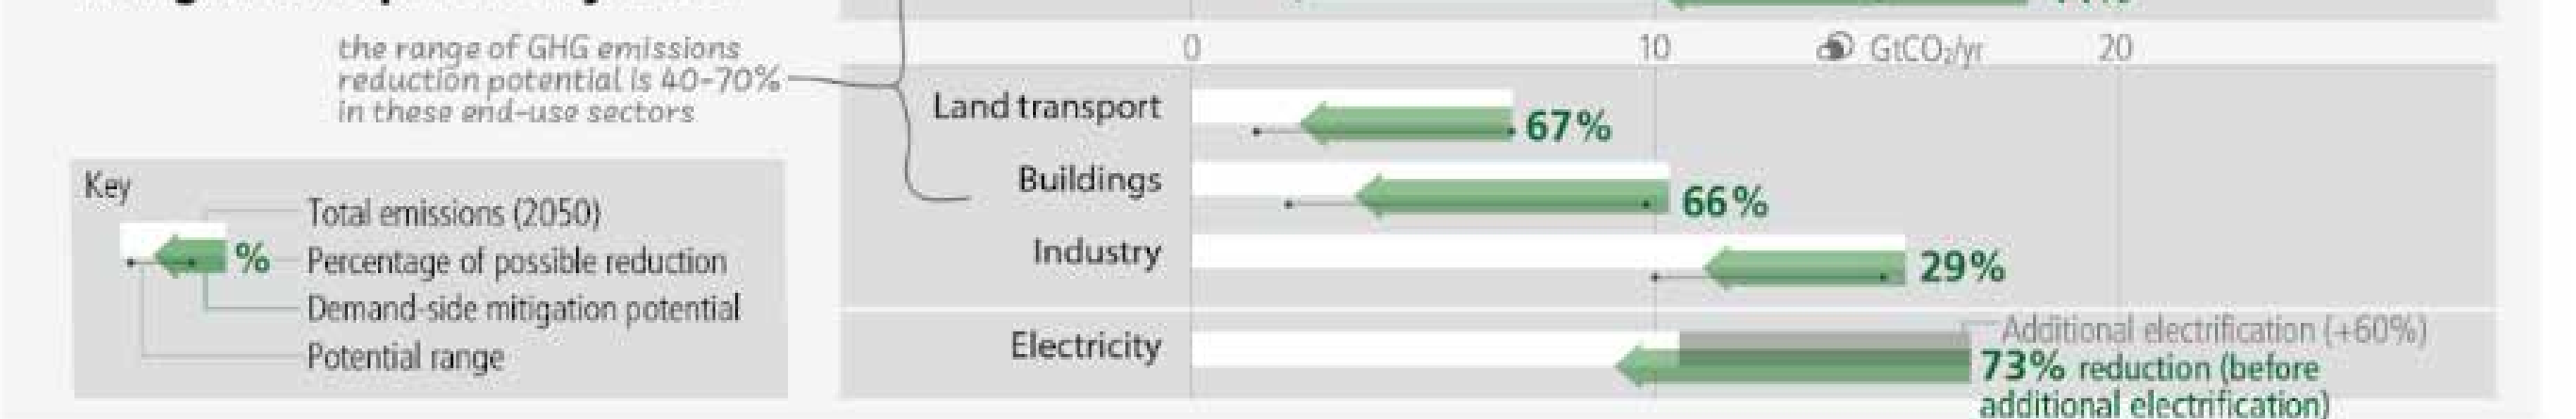 the range of GHG emissions
reduction potential is 40-70%
in these end-use sectors
Key
Total emissions (2050)
%
Percentage of possible reduction
Demand-side mitigation potential
Potential range
0
10
GtCO₂/yr
20
Land transport
67%
Buildings
66%
Industry
29%
Electricity
Additional electrification (+60%)
73% reduction (before
additional electrification)